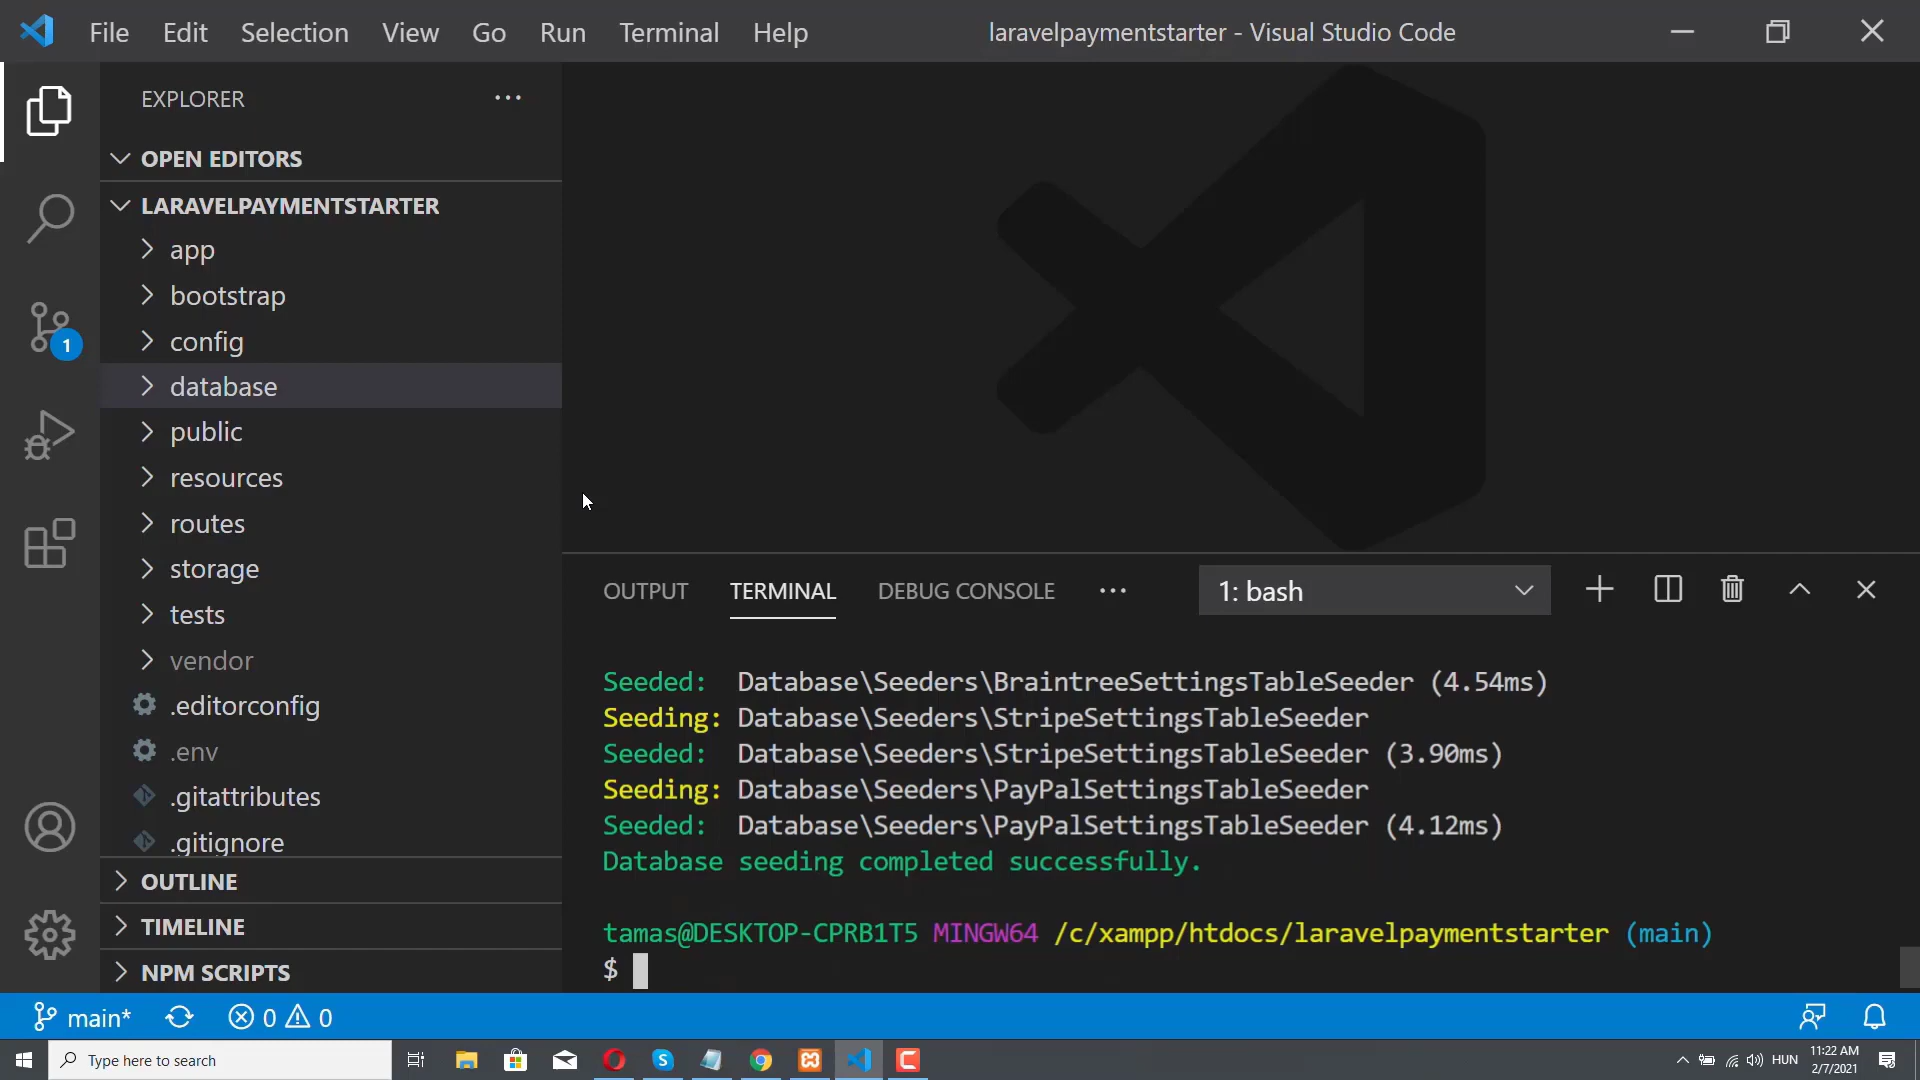 File Edit Selection View Go Run Terminal Help
laravelpaymentstarter - Visual Studio Code
EXPLORER
OPEN EDITORS
LARAVELPAYMENTSTARTER
app
bootstrap
config
database
public
resources
routes
storage
tests
vendor
.editorconfig
.env
.gitattributes
.gitignore
OUTLINE
TIMELINE
NPM SCRIPTS
1
OUTPUT TERMINAL DEBUG CONSOLE
1: bash
Seeded: Database\Seeders\BraintreeSettingsTableSeeder (4.54ms)
Seeding: Database\Seeders\StripeSettingsTableSeeder
Seeded: Database\Seeders\StripeSettingsTableSeeder (3.90ms)
Seeding: Database\Seeders\PayPalSettingsTableSeeder
Seeded: Database\Seeders\PayPalSettingsTableSeeder (4.12ms)
Database seeding completed successfully.
tamas@DESKTOP-CPRB1T5 MINGW64 /c/xampp/htdocs/laravelpaymentstarter (main)
$
main* 0 0
Type here to search
HUN
11:22 AM
2/7/2021